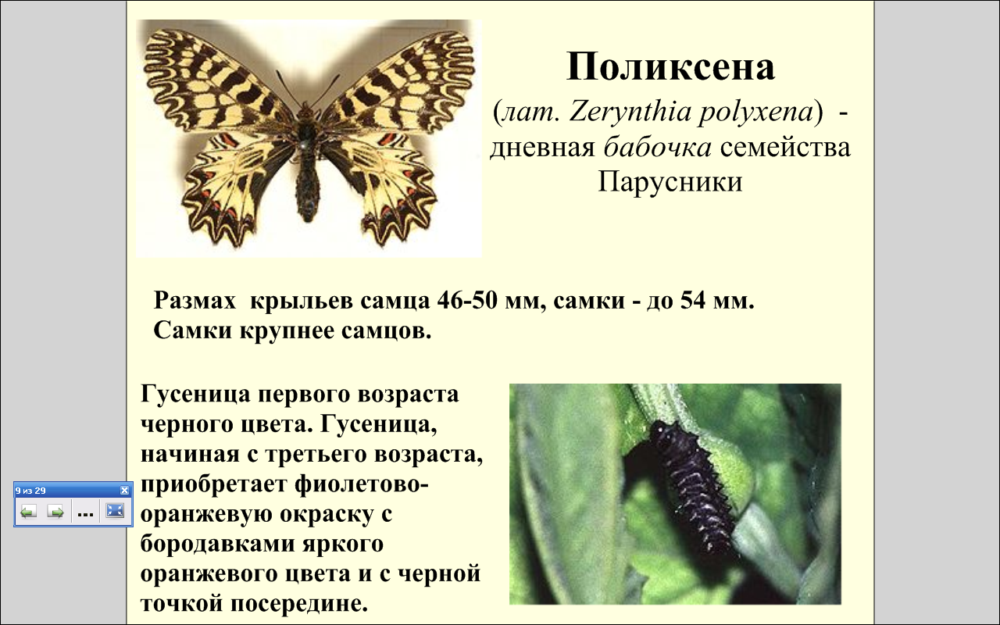 Поликсена
(лат. Zerynthia polyxena) -
дневная бабочка семейства
Парусники
Размах крыльев самца 46-50 мм, самки - до 54 мм.
Самки крупнее самцов.
Гусеница первого возраста
черного цвета. Гусеница,
начиная с третьего возраста,
приобретает фиолетово-
оранжевую окраску с
бородавками яркого
оранжевого цвета и с черной
точкой посередине.
9 из 29